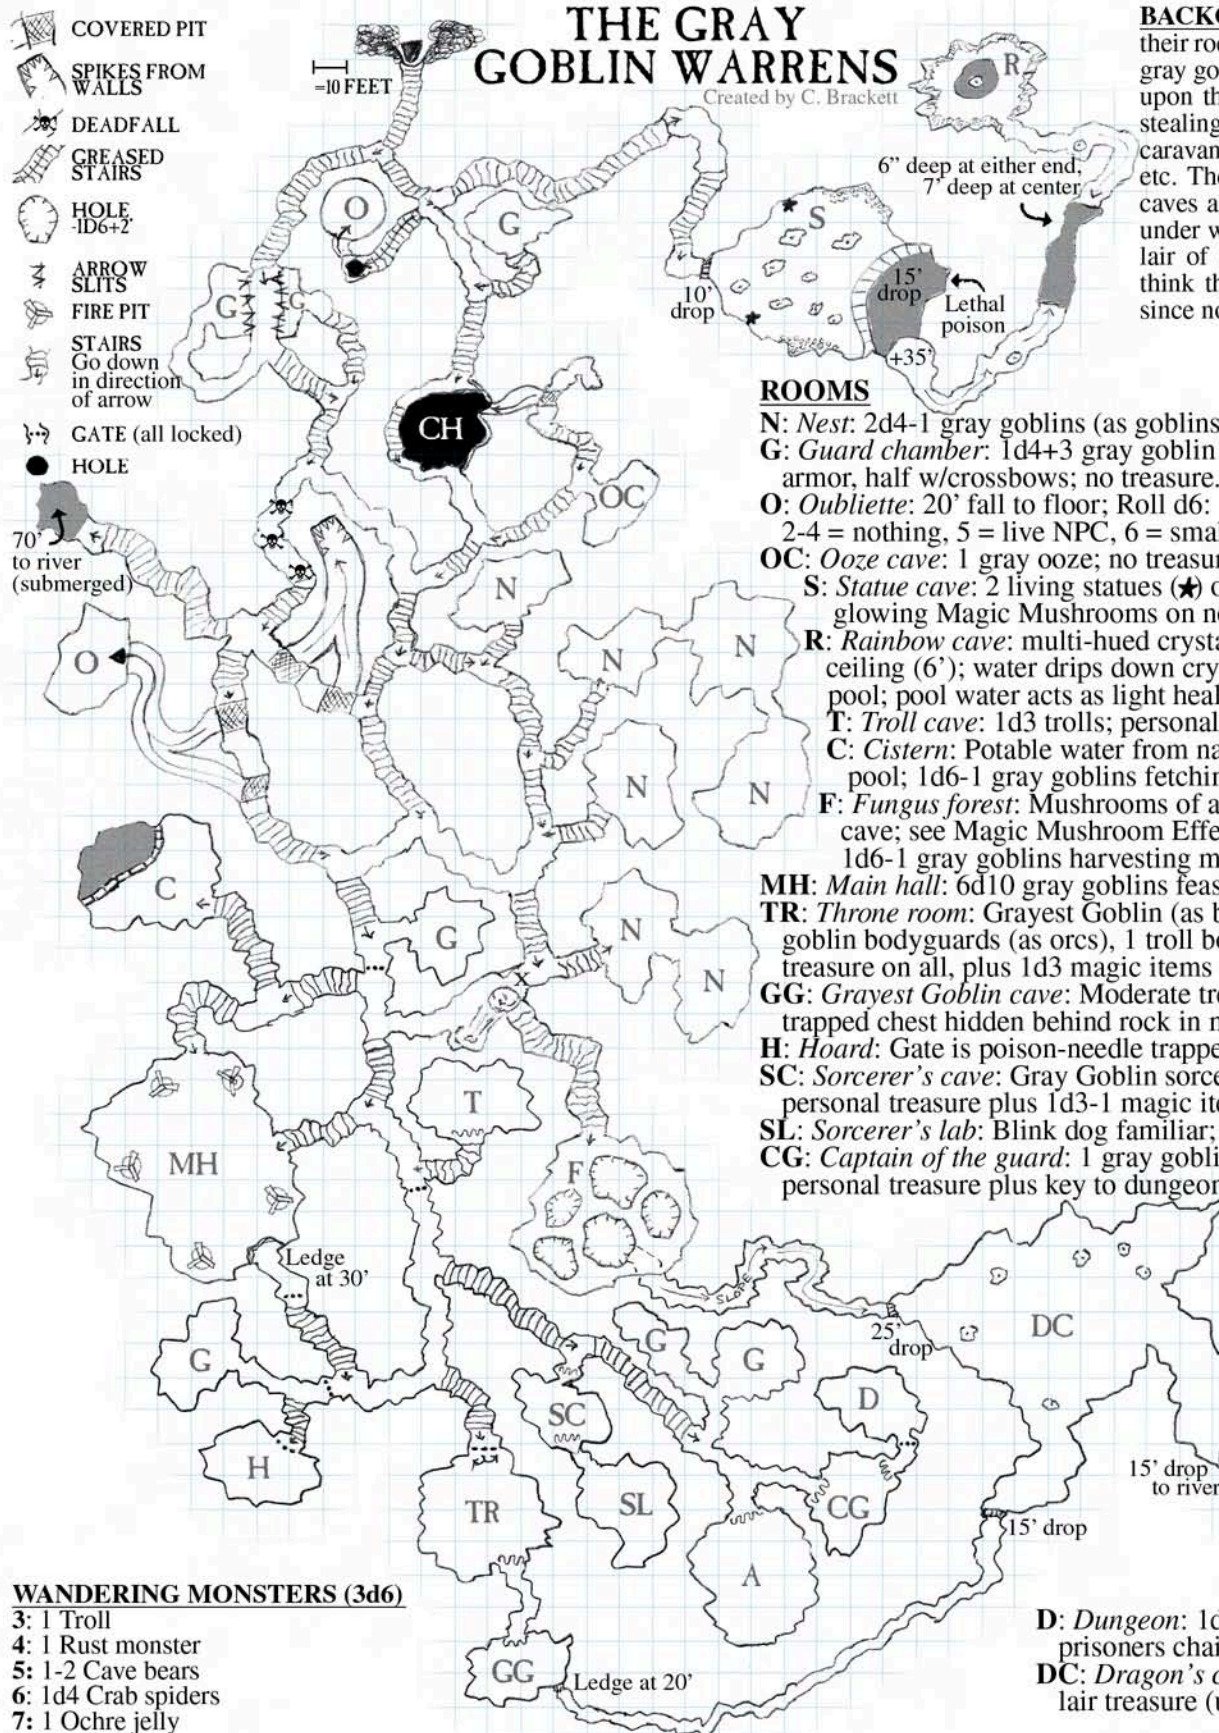 THE GRAY
GOBLIN WARRENS
Created by C. Brackett
COVERED PIT
SPIKES FROM
WALLS
DEADFALL
GREASED
STAIRS
HOLE
-1D6+2'
ARROW
SLITS
FIRE PIT
STAIRS
Go down
in direction
of arrow
GATE (all locked)
HOLE
=10 FEET
BACKG
their roo
gray go
upon th
stealing
caravan
etc. The
caves a
under w
lair of
think th
since no
R
6” deep at either end,
7’ deep at center
O
G
S
G
G
10’
drop
15’
drop
Lethal
poison
+35’
CH
OC
70’
to river
(submerged)
N
O
N
N
N
N
C
G
N
N
X
T
MH
F
Ledge
at 30’
SLOPE
25’
drop
DC
G
G
G
D
SC
H
TR
SL
CG
A
15’ drop
to river
15’ drop
GG
Ledge at 20’
ROOMS
N: Nest: 2d4-1 gray goblins (as goblins
G: Guard chamber: 1d4+3 gray goblin
armor, half w/crossbows; no treasure.
O: Oubliette: 20’ fall to floor; Roll d6:
2-4 = nothing, 5 = live NPC, 6 = smal
OC: Ooze cave: 1 gray ooze; no treasur
S: Statue cave: 2 living statues (★) o
glowing Magic Mushrooms on no
R: Rainbow cave: multi-hued crysta
ceiling (6’); water drips down cry
pool; pool water acts as light heal
T: Troll cave: 1d3 trolls; personal
C: Cistern: Potable water from na
pool; 1d6-1 gray goblins fetchin
F: Fungus forest: Mushrooms of a
cave; see Magic Mushroom Effe
1d6-1 gray goblins harvesting m
MH: Main hall: 6d10 gray goblins feas
TR: Throne room: Grayest Goblin (as b
goblin bodyguards (as orcs), 1 troll bo
treasure on all, plus 1d3 magic items
GG: Grayest Goblin cave: Moderate tre
trapped chest hidden behind rock in n
H: Hoard: Gate is poison-needle trappe
SC: Sorcerer’s cave: Gray Goblin sorce
personal treasure plus 1d3-1 magic ite
SL: Sorcerer’s lab: Blink dog familiar;
CG: Captain of the guard: 1 gray gobli
personal treasure plus key to dungeon
D: Dungeon: 1d
prisoners chai
DC: Dragon’s c
lair treasure (u
WANDERING MONSTERS (3d6)
3: 1 Troll
4: 1 Rust monster
5: 1-2 Cave bears
6: 1d4 Crab spiders
7: 1 Ochre jelly